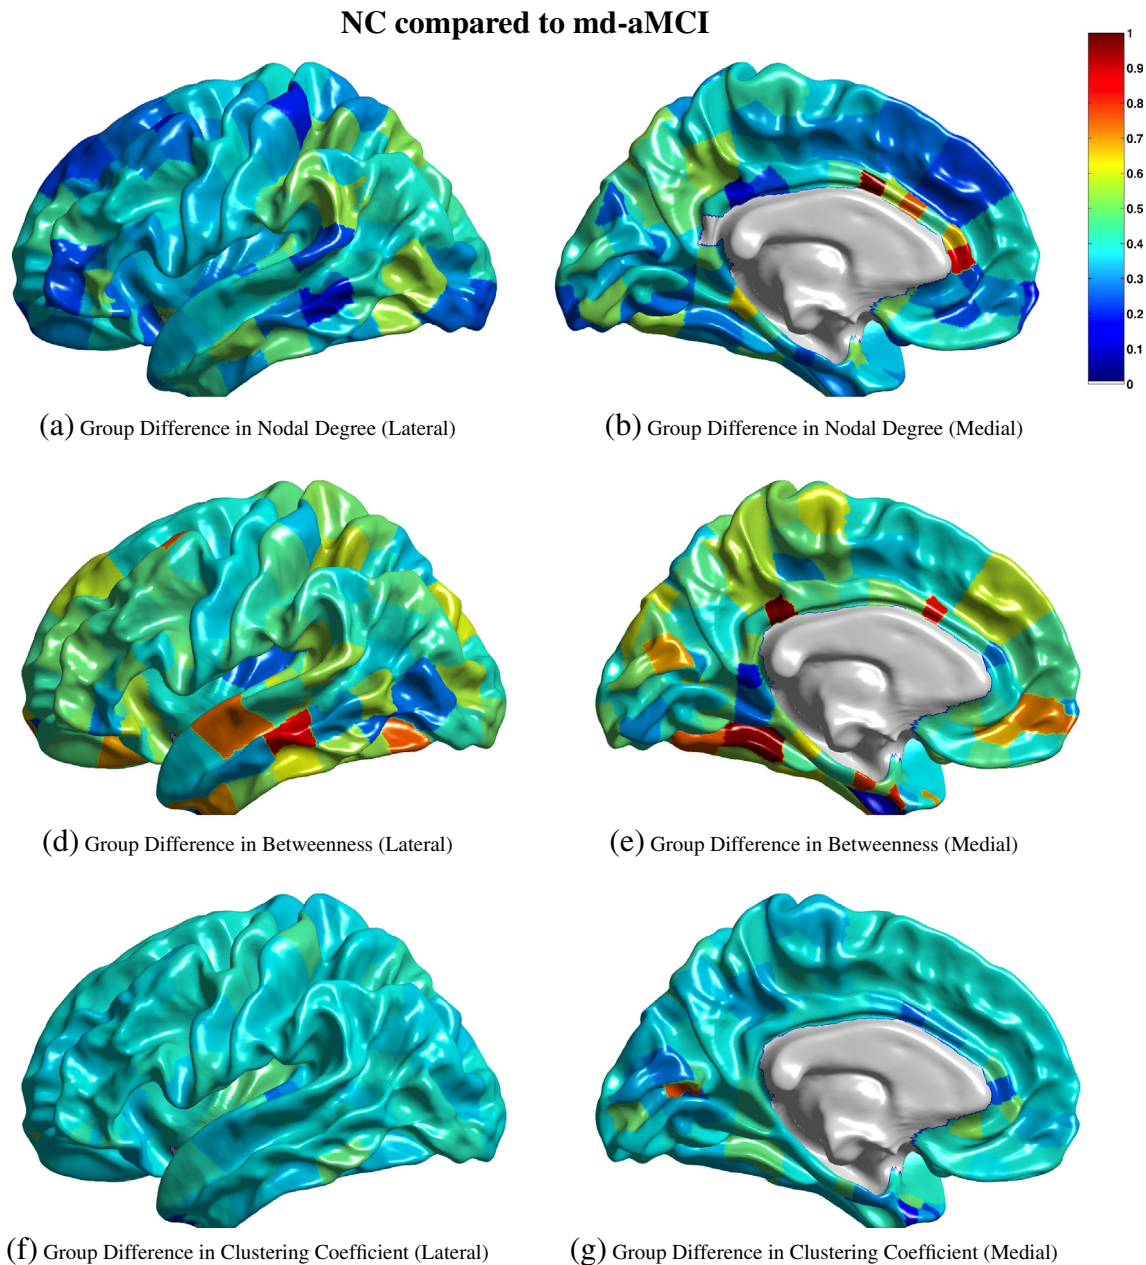 NC compared to md-aMCI
1
0.9
0.8
0.7
0.6
0.5
0.4
0.3
0.2
0.1
0
(a) Group Difference in Nodal Degree (Lateral)
(b) Group Difference in Nodal Degree (Medial)
(d) Group Difference in Betweenness (Lateral)
(e) Group Difference in Betweenness (Medial)
(f) Group Difference in Clustering Coefficient (Lateral)
(g) Group Difference in Clustering Coefficient (Medial)